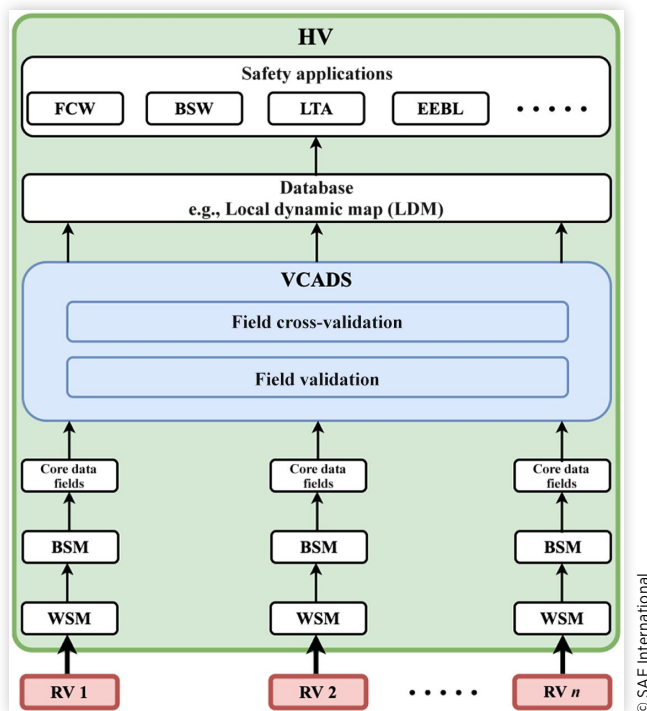 HV
Safety applications
FCW BSW LTA EEBL .....
Database
e.g., Local dynamic map (LDM)
VCADS
Field cross-validation
Field validation
Core data fields Core data fields Core data fields
BSM BSM BSM
WSM WSM WSM
RV 1 RV 2 ..... RV n
© SAE International